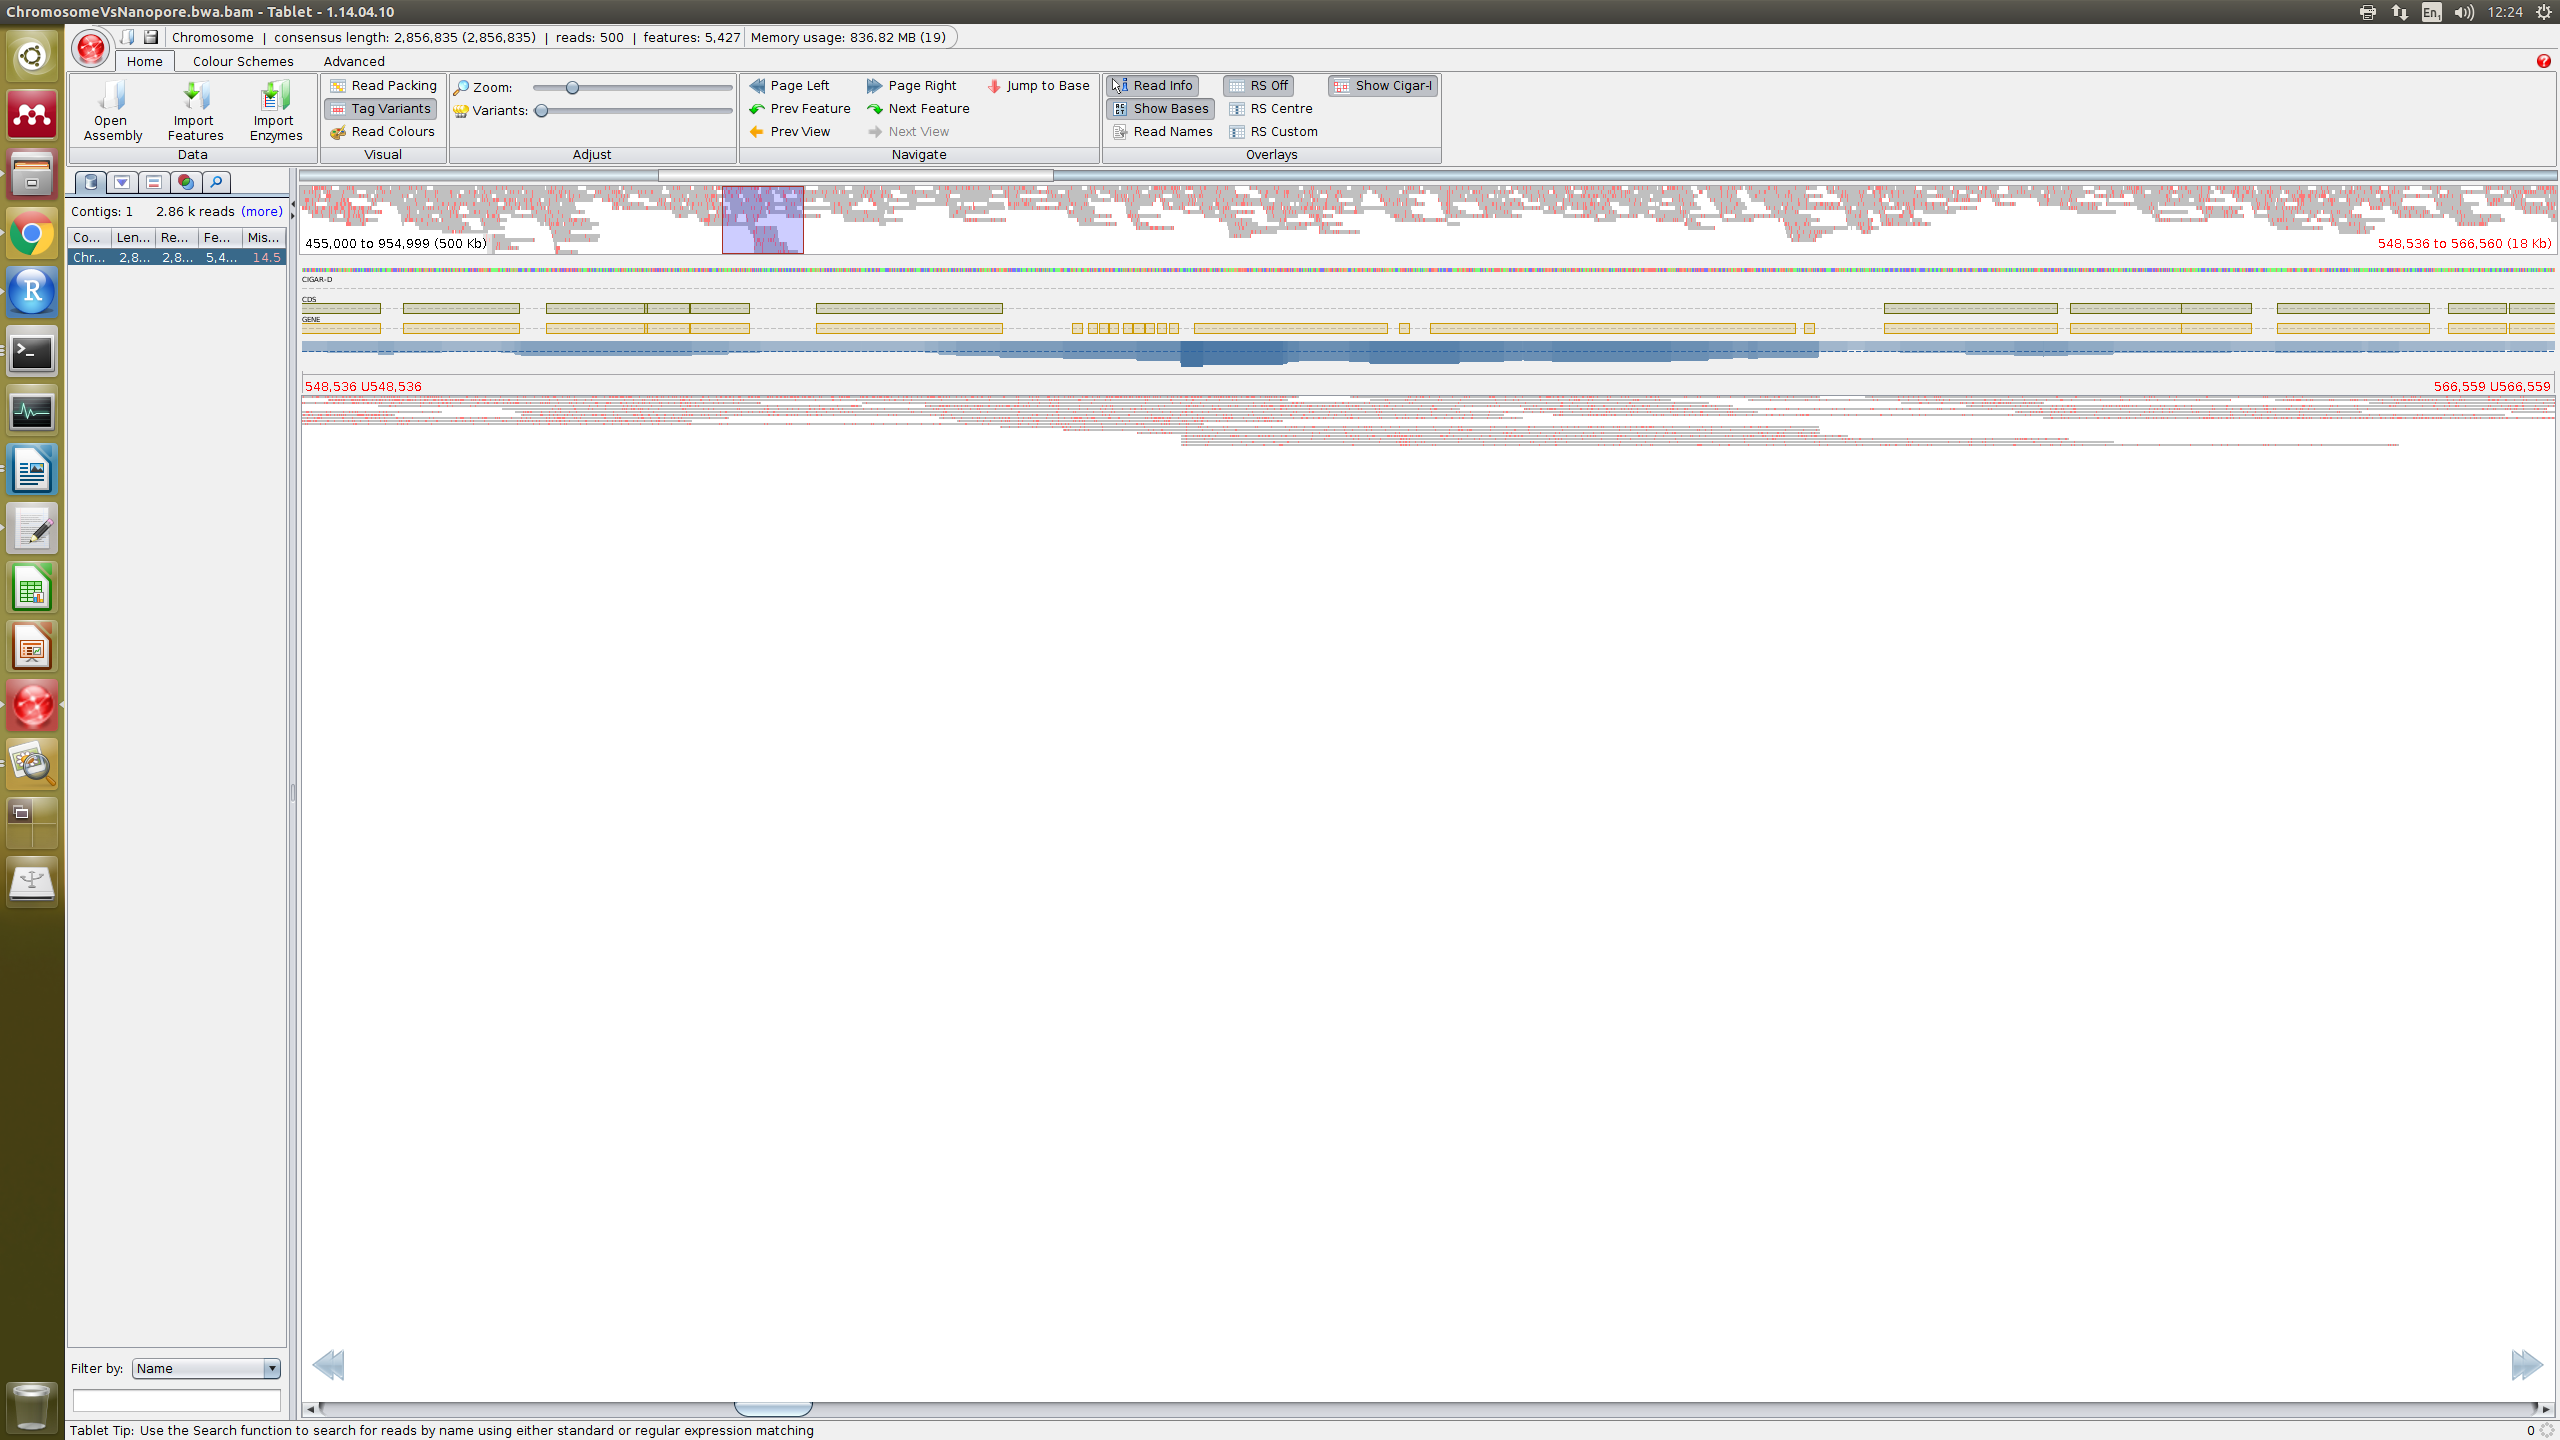 ChromosomeVsNanopore.bwa.bam - Tablet - 1.14.04.10
En1
12:24
Chromosome | consensus length: 2,856,835 (2,856,835) | reads: 500 | features: 5,427
Memory usage: 836.82 MB (19)
Home
Colour Schemes
Advanced
Open Assembly
Import Features
Import Enzymes
Data
Read Packing
Tag Variants
Read Colours
Visual
Zoom:
Variants:
Adjust
Page Left
Page Right
Jump to Base
Prev Feature
Next Feature
Prev View
Next View
Navigate
Read Info
RS Off
Show Cigar-I
Show Bases
RS Centre
Read Names
RS Custom
Overlays
Contigs: 1
2.86 k reads (more)
Co... Len... Re... Fe... Mis...
Chr... 2,8... 2,8... 5,4... 14.5
455,000 to 954,999 (500 Kb)
548,536 to 566,560 (18 Kb)
CIGAR-D
CDS
GENE
548,536 U548,536
566,559 U566,559
Filter by: Name
Tablet Tip: Use the Search function to search for reads by name using either standard or regular expression matching
0